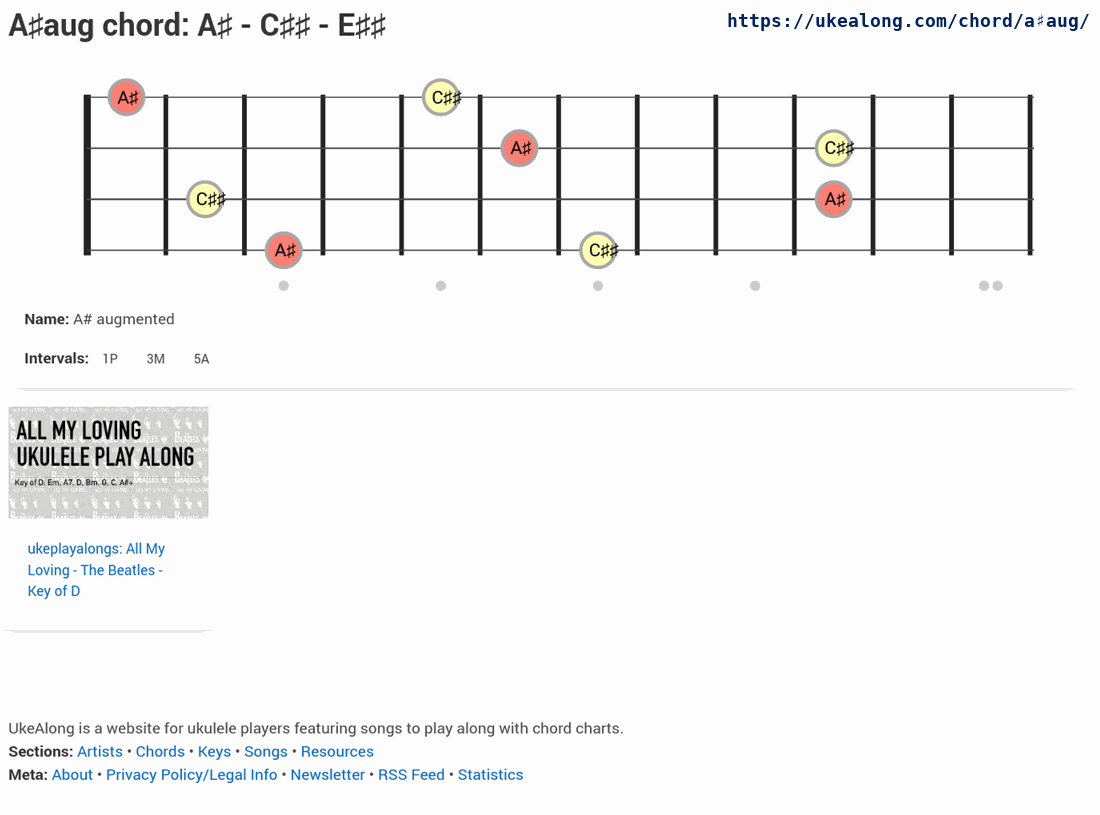 A♯aug chord: A♯ - C♯♯ - E♯♯
https://ukealong.com/chord/a♯aug/
A♯ C♯♯
A♯ C♯♯
C♯♯ A♯
A♯ C♯♯
Name: A# augmented
Intervals: 1P 3M 5A
ALL MY LOVING
UKULELE PLAY ALONG
Key of D: Em, A7, D, Bm, G, C, A#+
ukeplayalongs: All My
Loving - The Beatles -
Key of D
UkeAlong is a website for ukulele players featuring songs to play along with chord charts.
Sections: Artists • Chords • Keys • Songs • Resources
Meta: About • Privacy Policy/Legal Info • Newsletter • RSS Feed • Statistics